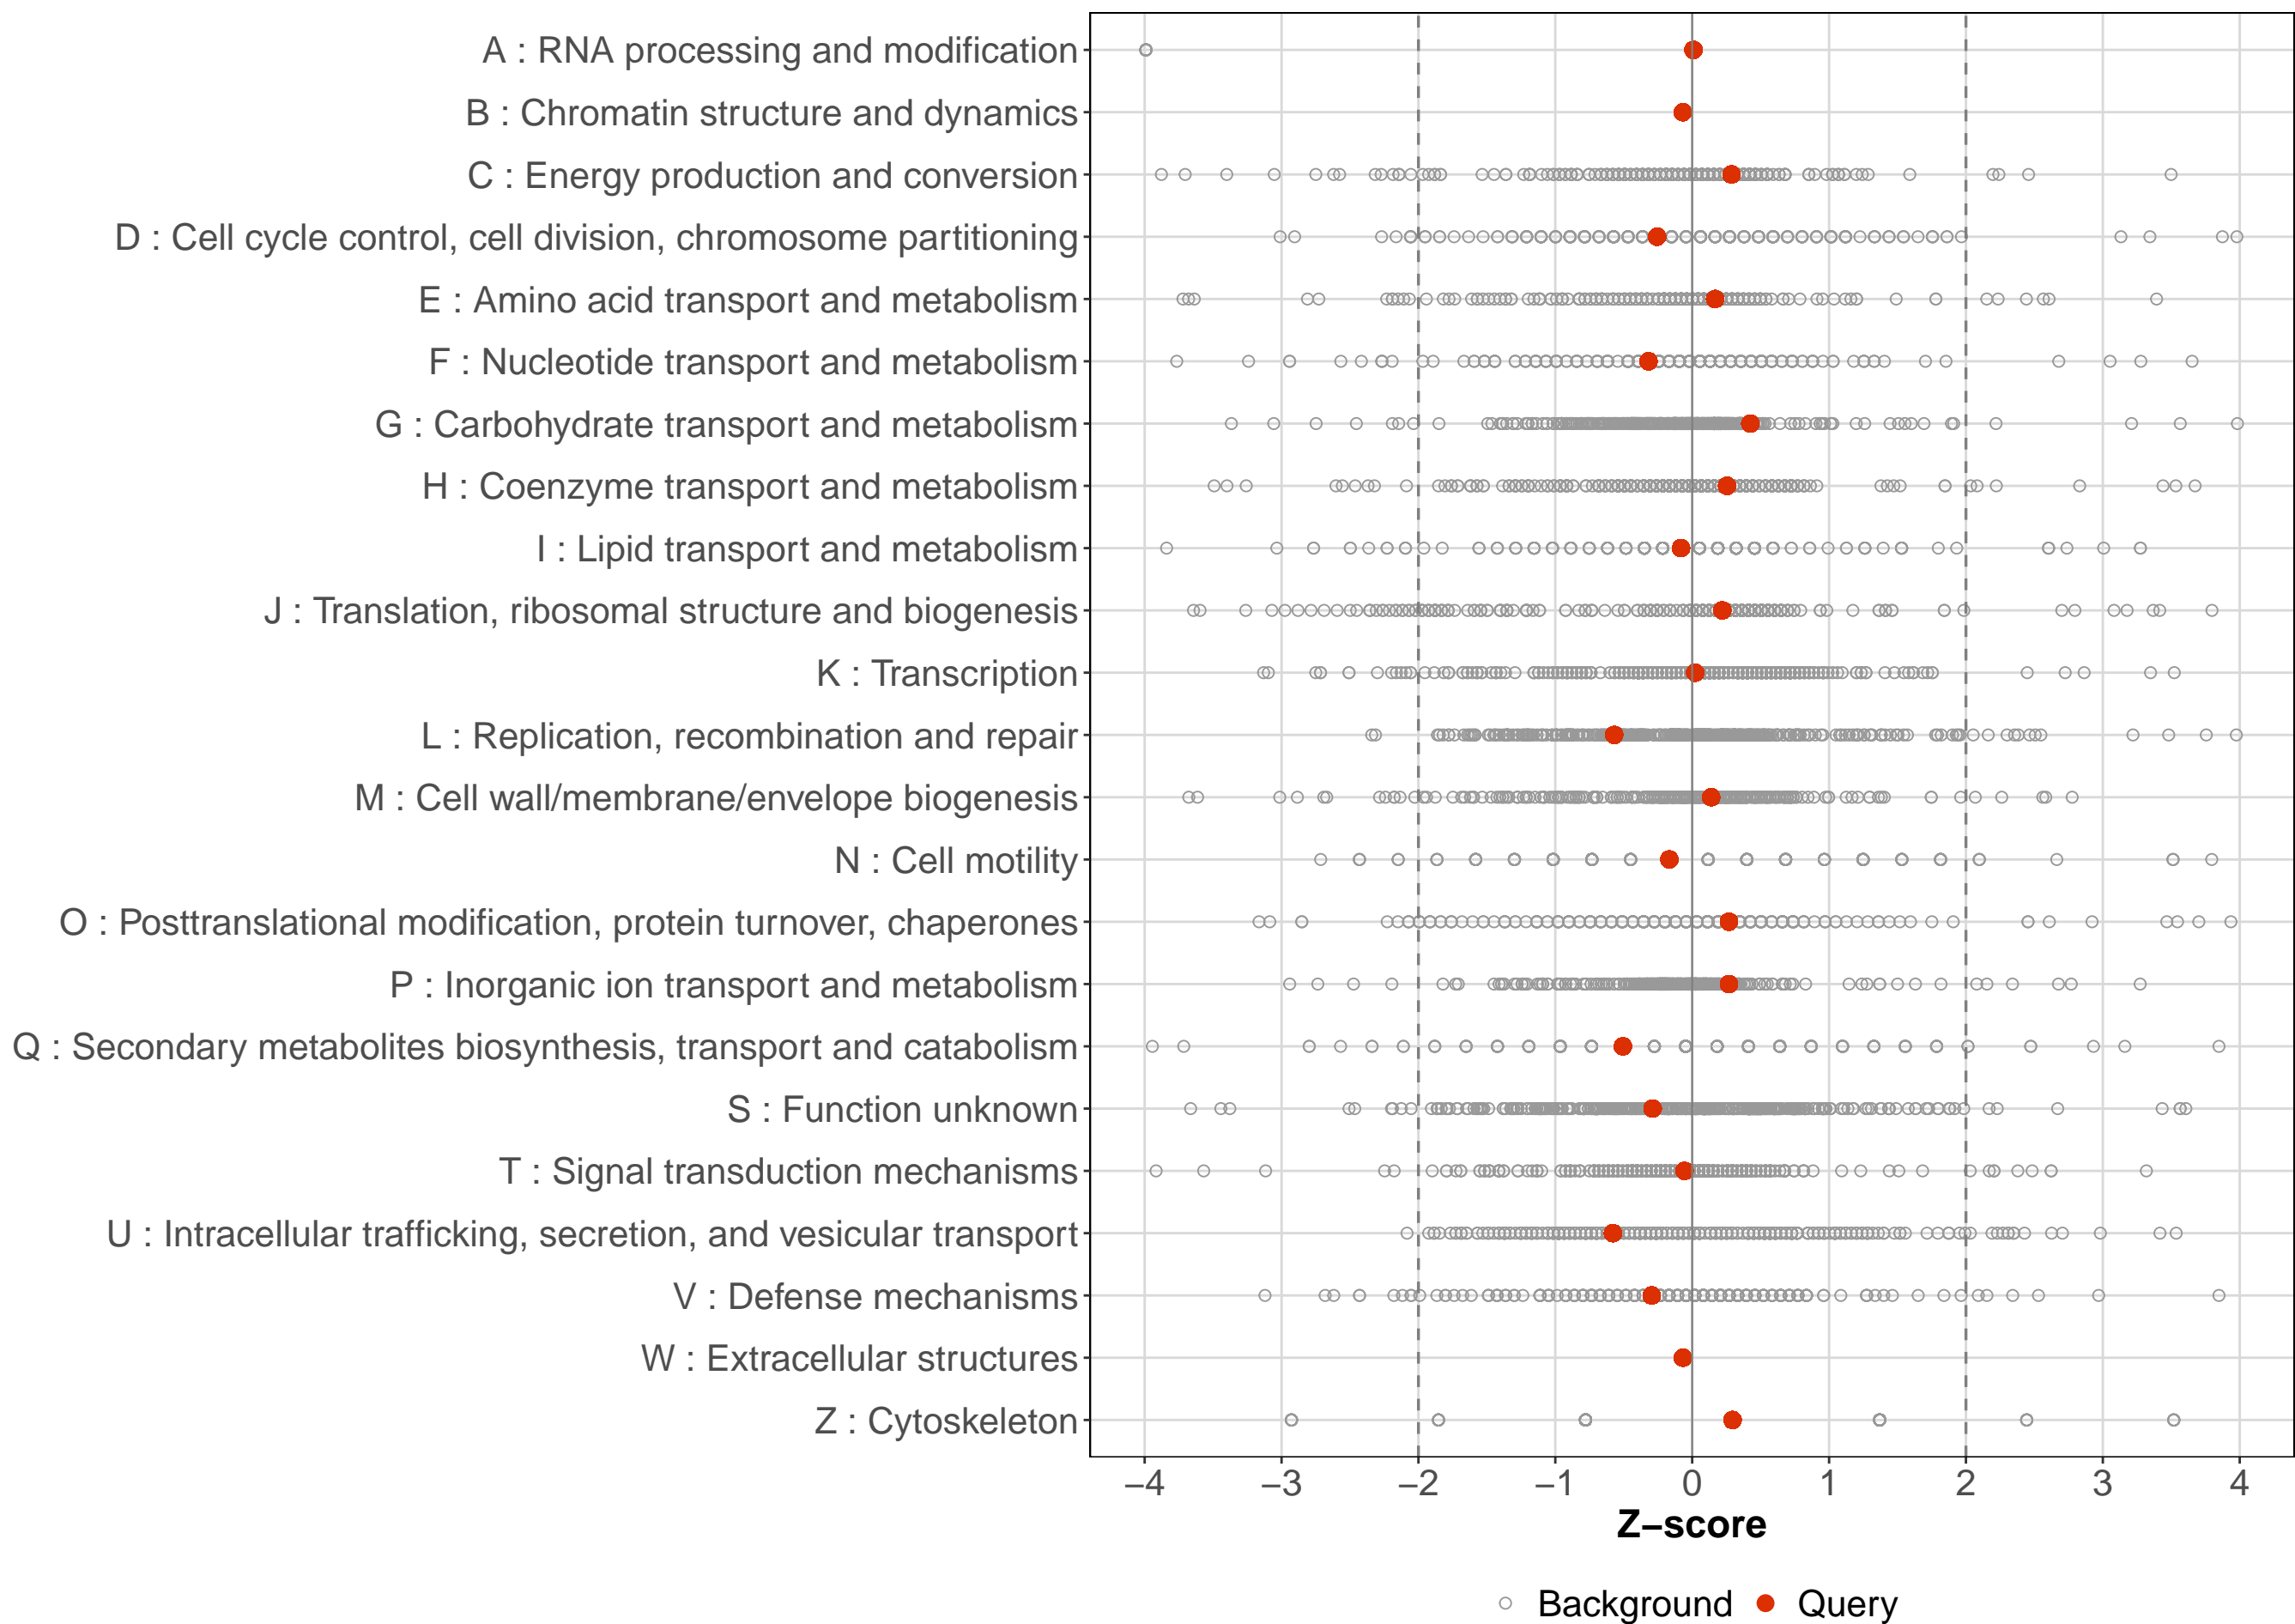 A : RNA processing and modification
B : Chromatin structure and dynamics
C : Energy production and conversion
D : Cell cycle control, cell division, chromosome partitioning
E : Amino acid transport and metabolism
F : Nucleotide transport and metabolism
G : Carbohydrate transport and metabolism
H : Coenzyme transport and metabolism
I : Lipid transport and metabolism
J : Translation, ribosomal structure and biogenesis
K : Transcription
L : Replication, recombination and repair
M : Cell wall/membrane/envelope biogenesis
N : Cell motility
O : Posttranslational modification, protein turnover, chaperones
P : Inorganic ion transport and metabolism
Q : Secondary metabolites biosynthesis, transport and catabolism
S : Function unknown
T : Signal transduction mechanisms
U : Intracellular trafficking, secretion, and vesicular transport
V : Defense mechanisms
W : Extracellular structures
Z : Cytoskeleton
−4 −3 −2 −1 0 1 2 3 4
Z−score
Background Query